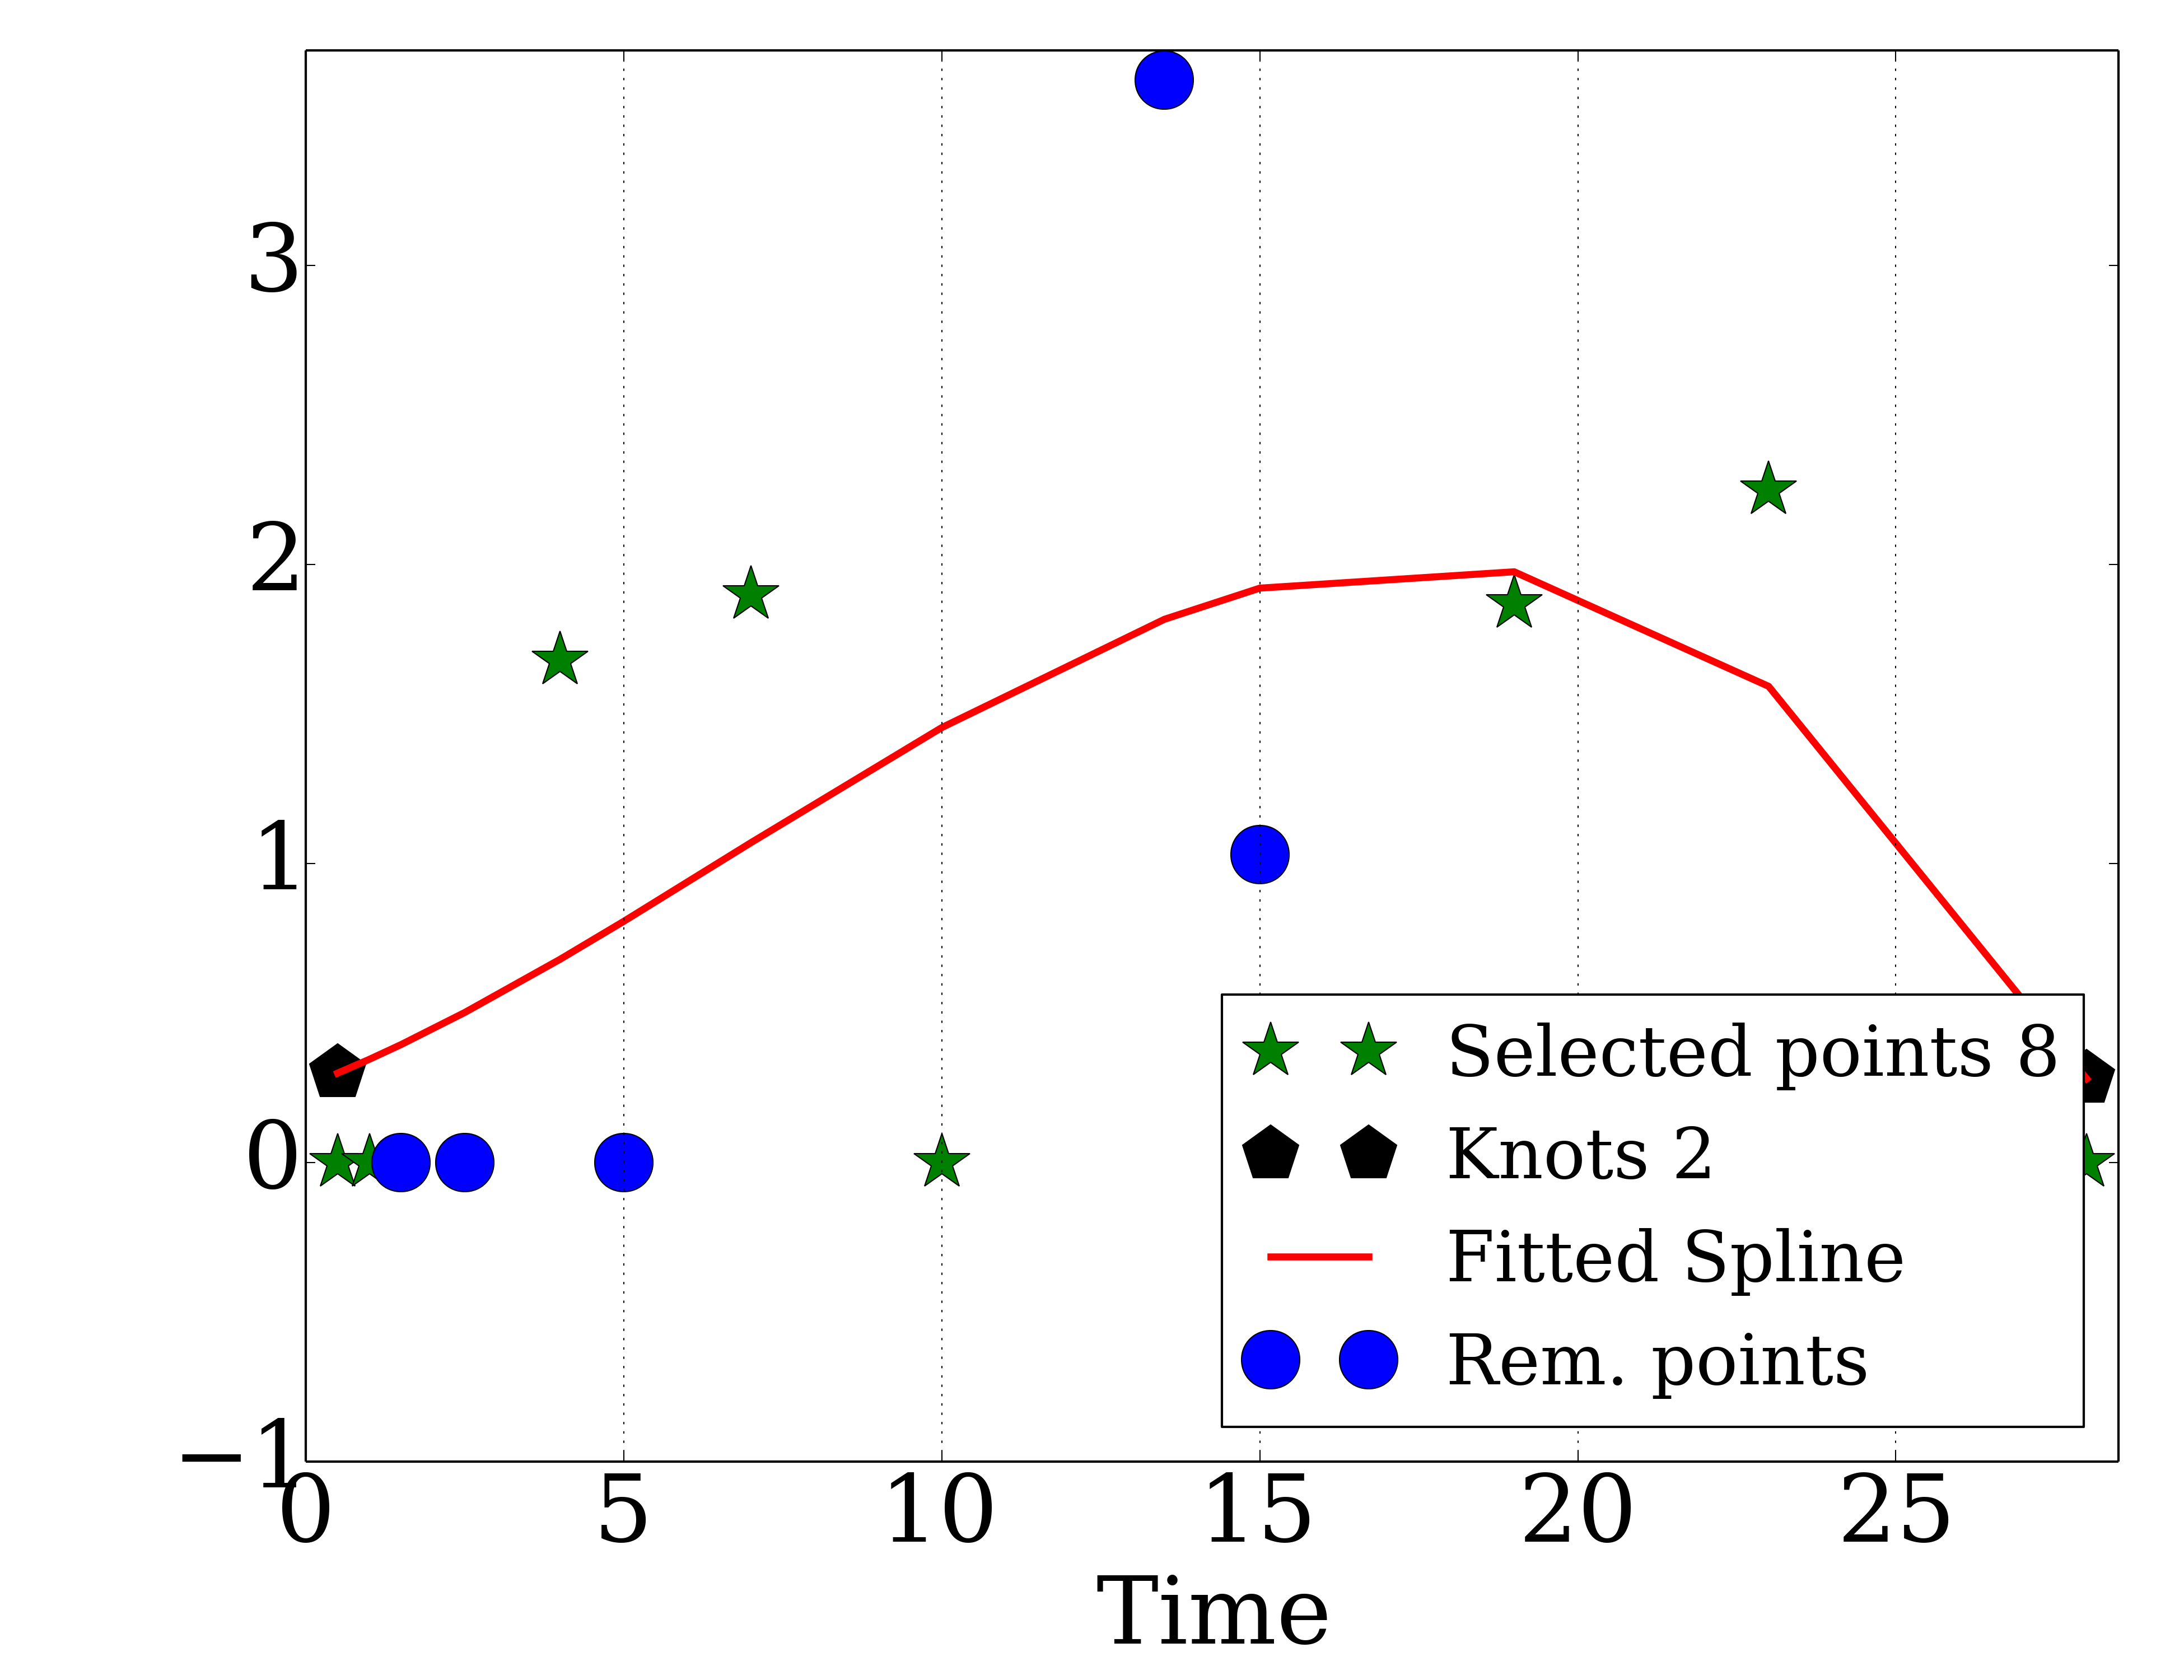 3
2
1
0
−1
0 5 10 15 20 25
Time
Selected points 8
Knots 2
Fitted Spline
Rem. points